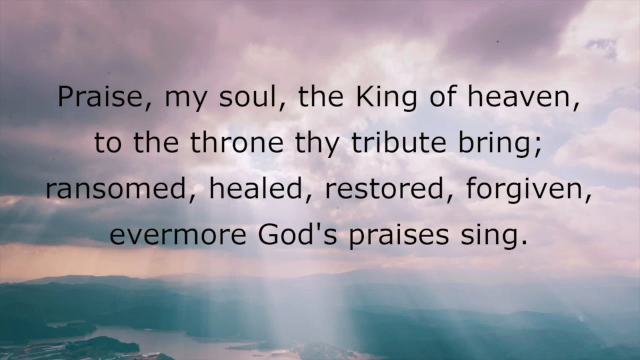 Praise, my soul, the King of heaven,
to the throne thy tribute bring;
ransomed, healed, restored, forgiven,
evermore God's praises sing.